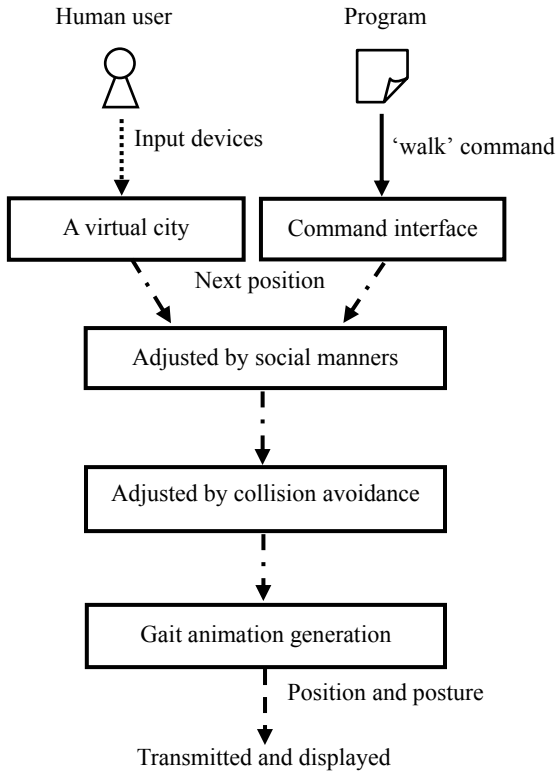 Human user
Program
Input devices
‘walk’ command
A virtual city
Command interface
Next position
Adjusted by social manners
Adjusted by collision avoidance
Gait animation generation
Position and posture
Transmitted and displayed